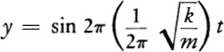 y = sin 2π ( 1/2π √k/m ) t